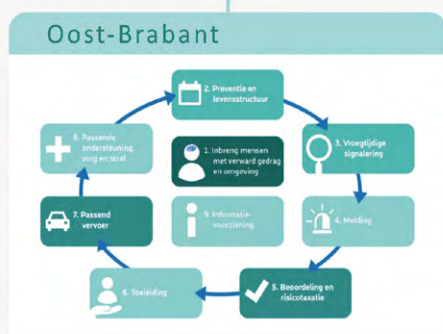 Oost-Brabant
2. Preventie en
levensstructuur
8. Passende
ondersteuning,
zorg en straf
1. Inbreng mensen
met verward gedrag
en omgeving
3. Vroegtijdige
signalering
7. Passend
vervoer
9. Informatie-
voorziening
4. Melding
6. Toeleiding
5. Beoordeling en
risicotaxatie